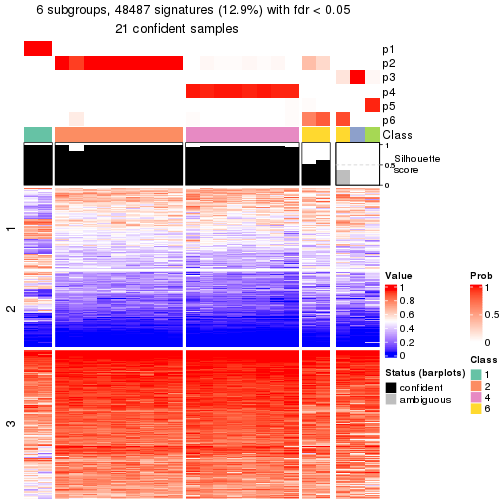 6 subgroups, 48487 signatures (12.9%) with fdr < 0.05
21 confident samples
p1
p2
p3
p4
p5
p6
Class
1
0.5
0
Silhouette
score
1
2
3
Value
1
0.8
0.6
0.4
0.2
0
Prob
1
0.5
0
Status (barplots)
confident
ambiguous
Class
1
2
4
6